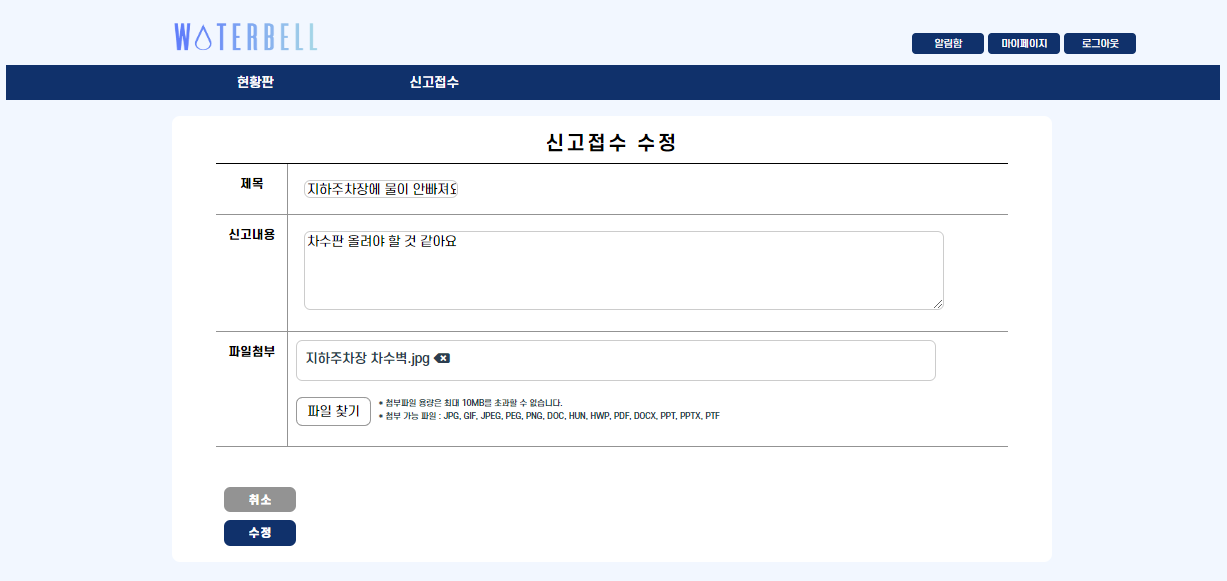 WATERBELL
알림함 마이페이지 로그아웃
현황판 신고접수
신고접수 수정
제목 지하주차장에 물이 안빠져요
신고내용 차수판 올려야 할 것 같아요
파일첨부 지하주차장 차수벽.jpg
파일 찾기
* 첨부파일 용량은 최대 10MB를 초과할 수 없습니다.
* 첨부 가능 파일 : JPG, GIF, JPEG, PEG, PNG, DOC, HUN, HWP, PDF, DOCX, PPT, PPTX, PTF
취소
수정